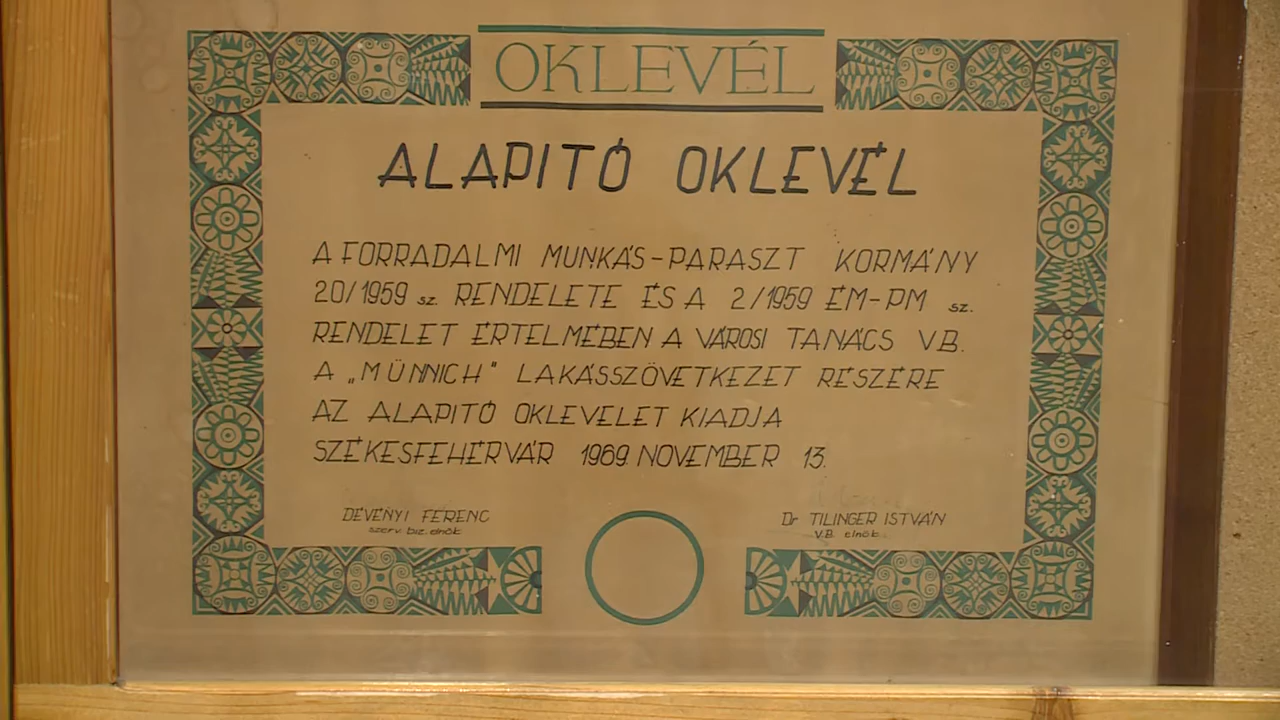 OKLEVÉL
ALAPITÓ OKLEVÉL
A FORRADALMI MUNKÁS-PARASZT KORMÁNY
20/1959 sz. RENDELETE ÉS A 2/1959 ÉM-PM sz.
RENDELET ÉRTELMÉBEN A VÁROSI TANÁCS V.B.
A „MÜNNICH" LAKÁSSZÖVETKEZET RÉSZÉRE
AZ ALAPITÓ OKLEVELET KIADJA
SZÉKESFEHÉRVÁR 1969. NOVEMBER 13.
DÉVÉNYI FERENC
szerv. biz. elnök
Dr TILINGER ISTVÁN
V.B. elnök